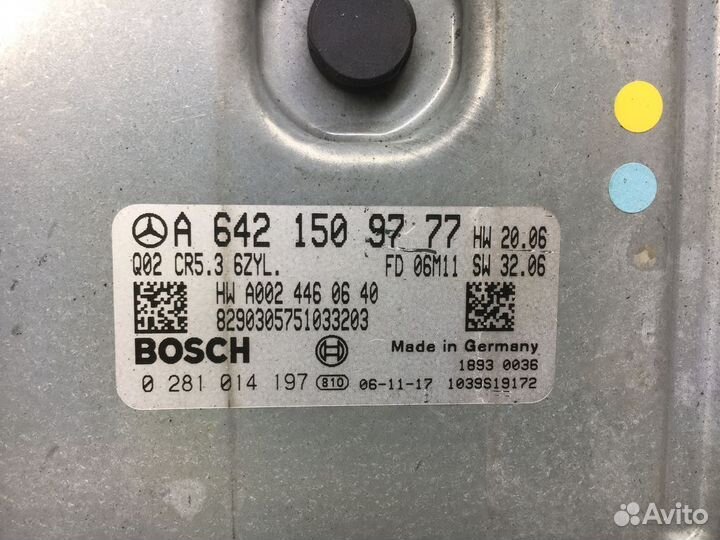 A 642 150 97 77 HW 20.06
Q02 CR5.3 6ZYL. FD 06M11 SW 32.06
HW A002 446 06 40
8290305751033203
BOSCH Made in Germany
1893 0036
0 281 014 197 810 06-11-17 1039S19172
Avito